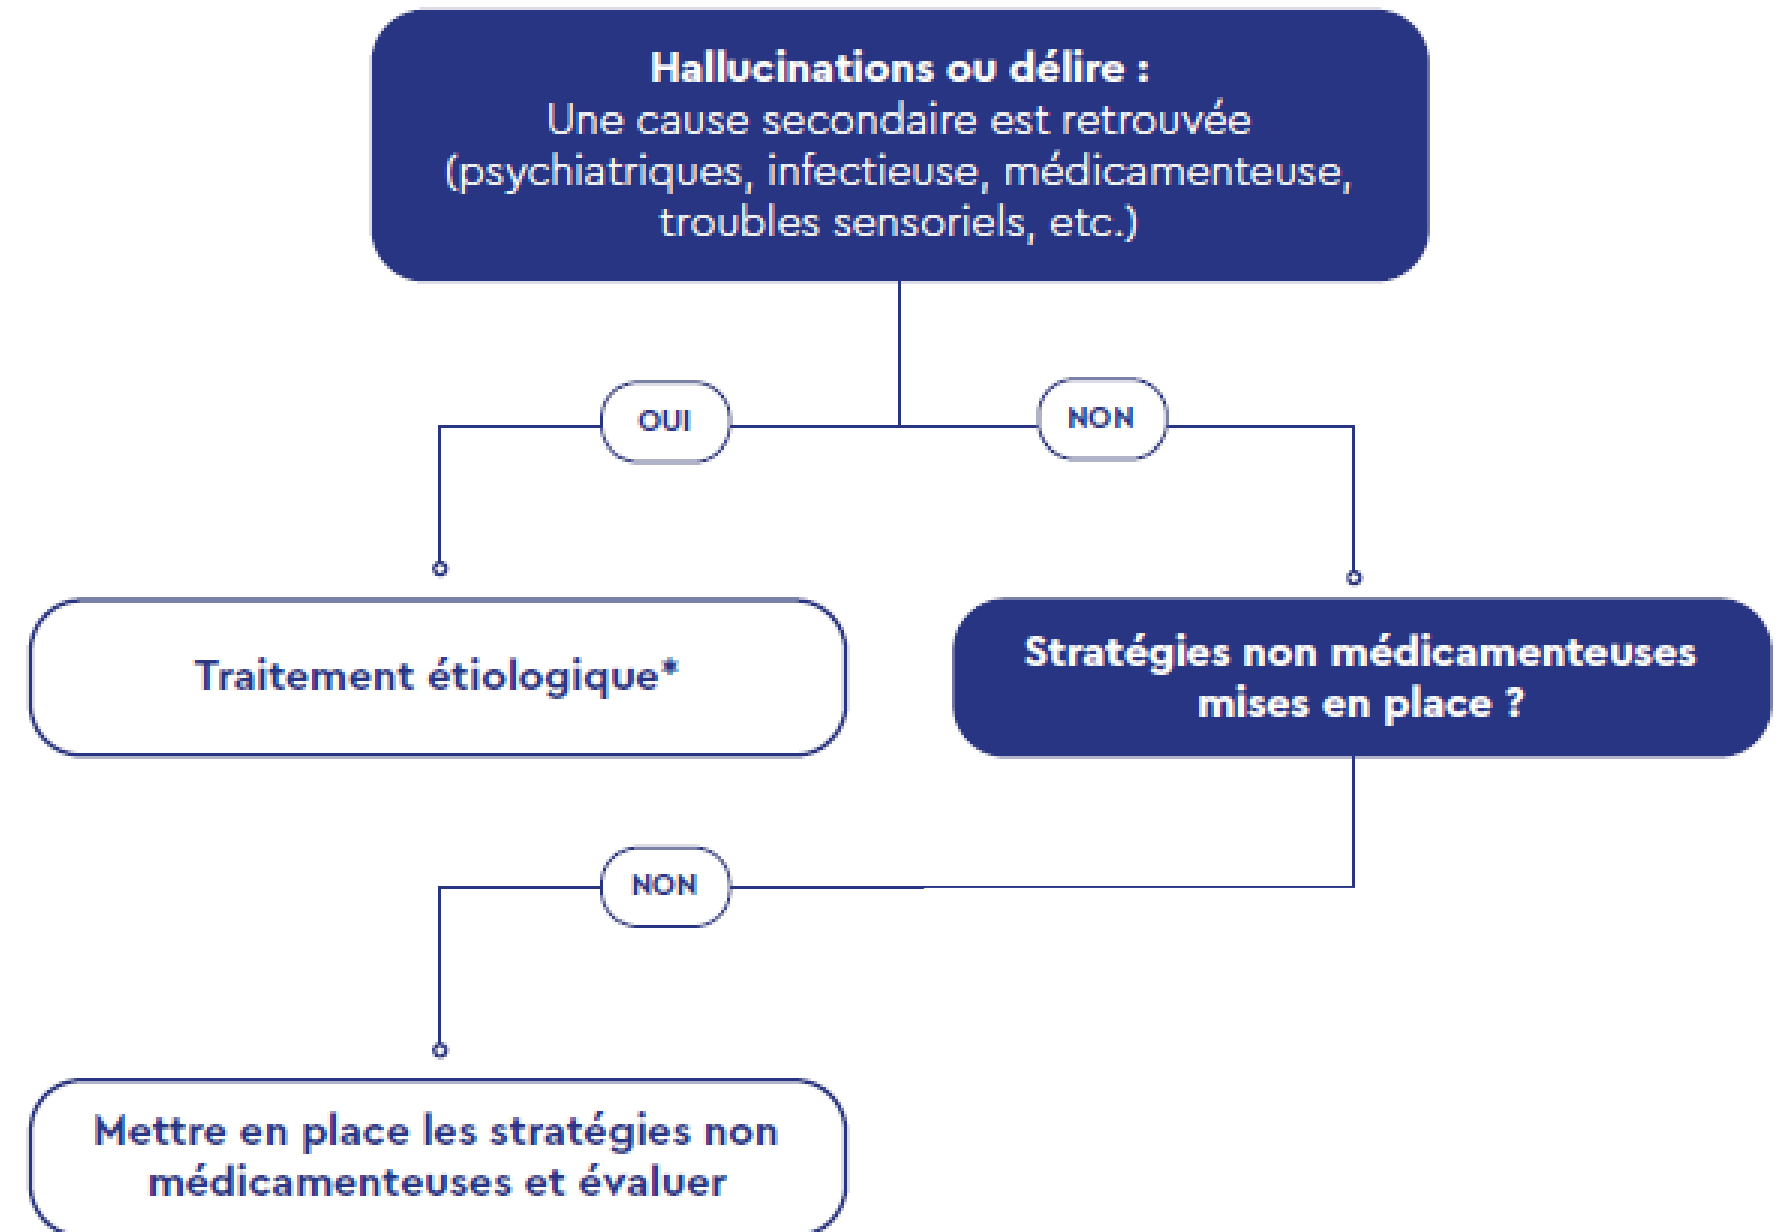 Hallucinations ou délire :
Une cause secondaire est retrouvée
(psychiatriques, infectieuse, médicamenteuse,
troubles sensoriels, etc.)
OUI
NON
Traitement étiologique*
Stratégies non médicamenteuses
mises en place ?
NON
Mettre en place les stratégies non
médicamenteuses et évaluer